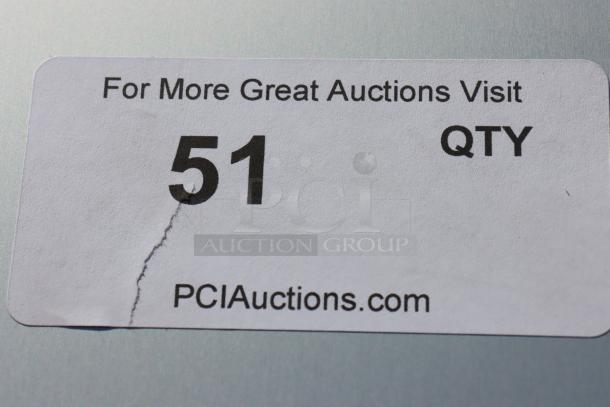 For More Great Auctions Visit
51 QTY
PCI
AUCTION GROUP
PCIAuctions.com